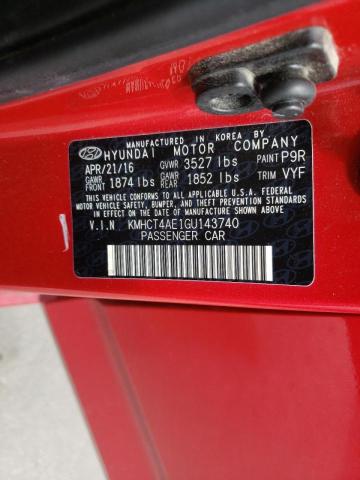 MANUFACTURED IN KOREA BY
HYUNDAI MOTOR COMPANY
APR/21/16 GVWR 3527 lbs PAINT P9R
GAWR FRONT 1874 lbs GAWR REAR 1852 lbs TRIM VYF
THIS VEHICLE CONFORMS TO ALL APPLICABLE U.S.A. FEDERAL
MOTOR VEHICLE SAFETY, BUMPER, AND THEFT PREVENTION
STANDARDS IN EFFECT ON THE DATE OF MANUFACTURE SHOWN ABOVE.
V.I.N KMHCT4AE1GU143740
PASSENGER CAR